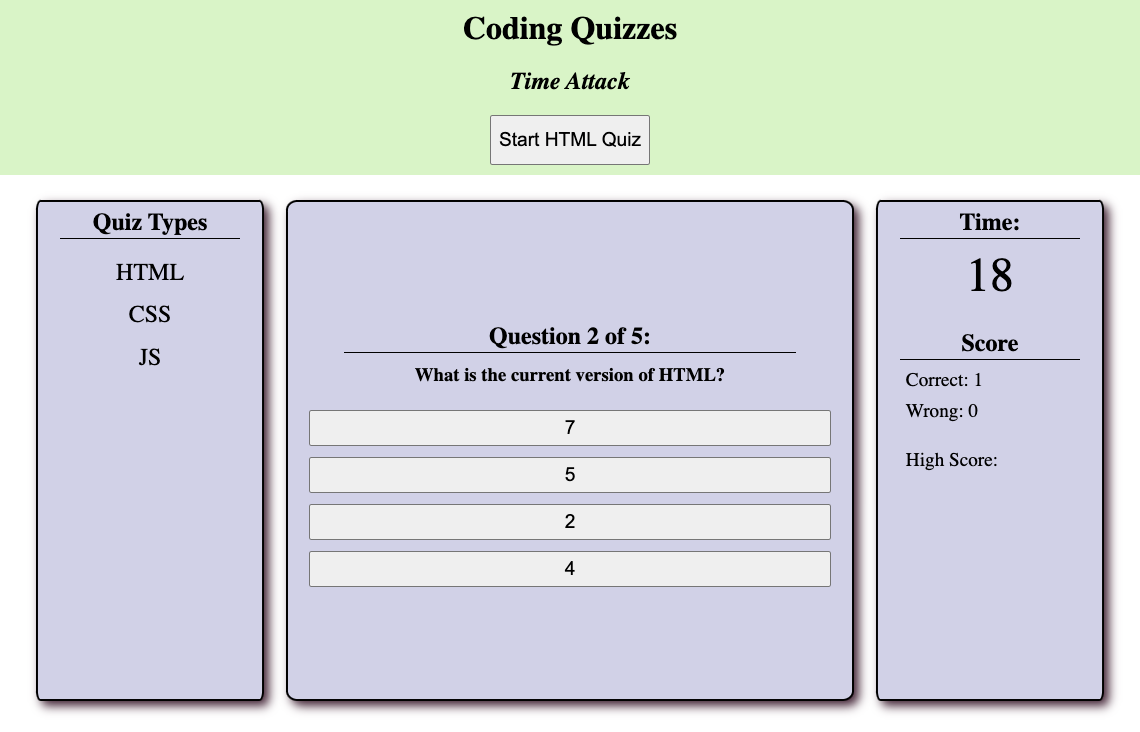 Coding Quizzes
Time Attack
Start HTML Quiz
Quiz Types
HTML
CSS
JS
Question 2 of 5:
What is the current version of HTML?
7
5
2
4
Time:
18
Score
Correct: 1
Wrong: 0
High Score: